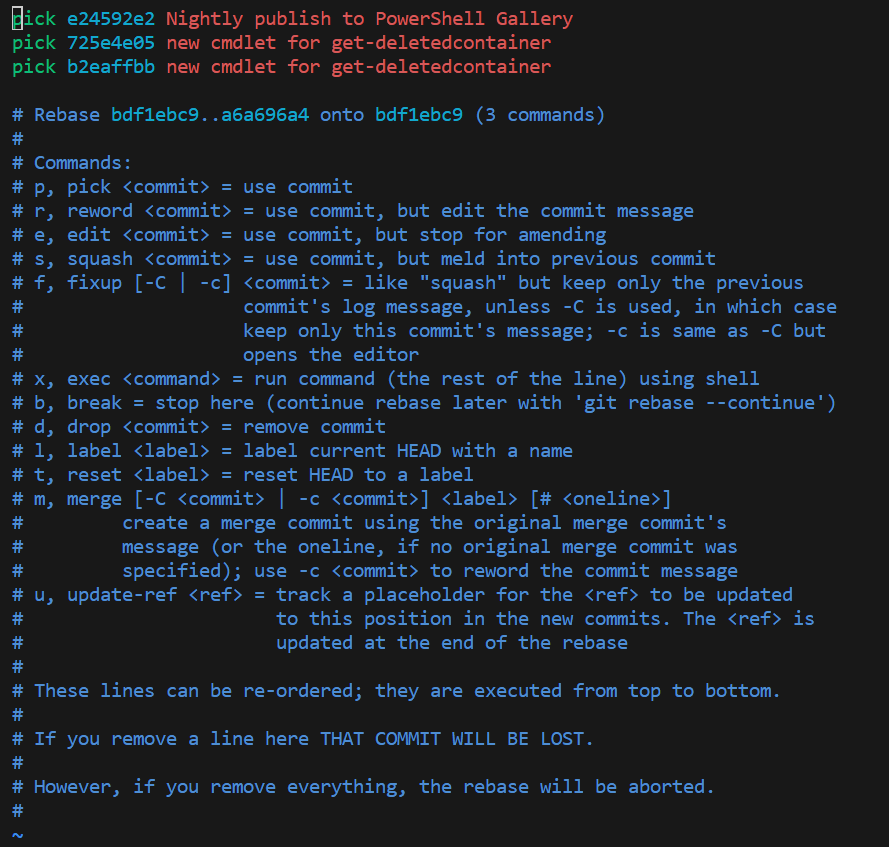 pick e24592e2 Nightly publish to PowerShell Gallery
pick 725e4e05 new cmdlet for get-deletedcontainer
pick b2eaffbb new cmdlet for get-deletedcontainer

# Rebase bdf1ebc9..a6a696a4 onto bdf1ebc9 (3 commands)
#
# Commands:
# p, pick <commit> = use commit
# r, reword <commit> = use commit, but edit the commit message
# e, edit <commit> = use commit, but stop for amending
# s, squash <commit> = use commit, but meld into previous commit
# f, fixup [-C | -c] <commit> = like "squash" but keep only the previous
#                    commit's log message, unless -C is used, in which case
#                    keep only this commit's message; -c is same as -C but
#                    opens the editor
# x, exec <command> = run command (the rest of the line) using shell
# b, break = stop here (continue rebase later with 'git rebase --continue')
# d, drop <commit> = remove commit
# l, label <label> = label current HEAD with a name
# t, reset <label> = reset HEAD to a label
# m, merge [-C <commit> | -c <commit>] <label> [# <oneline>]
#         create a merge commit using the original merge commit's
#         message (or the oneline, if no original merge commit was
#         specified); use -c <commit> to reword the commit message
# u, update-ref <ref> = track a placeholder for the <ref> to be updated
#                       to this position in the new commits. The <ref> is
#                       updated at the end of the rebase
#
# These lines can be re-ordered; they are executed from top to bottom.
#
# If you remove a line here THAT COMMIT WILL BE LOST.
#
# However, if you remove everything, the rebase will be aborted.
#
~